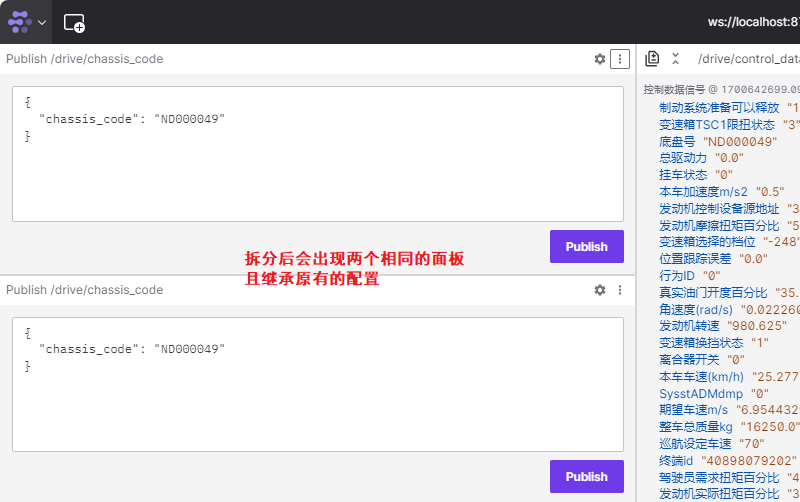 ws://localhost:87
Publish /drive/chassis_code
{
"chassis_code": "ND000049"
}
Publish
拆分后会出现两个相同的面板
且继承原有的配置
Publish /drive/chassis_code
{
"chassis_code": "ND000049"
}
Publish
/drive/control_data
控制数据信号 @ 1700642699.09
制动系统准备可以释放 "1
变速箱TSC1限扭状态 "3"
底盘号 "ND000049"
总驱动力 "0.0"
挂车状态 "0"
本车加速度m/s2 "0.5"
发动机控制设备源地址 "3
发动机摩擦扭矩百分比 "5
变速箱选择的档位 "-248"
位置跟踪误差 "0.0"
行为ID "0"
真实油门开度百分比 "35.
角速度(rad/s) "0.022260
发动机转速 "980.625"
变速箱换挡状态 "1"
离合器开关 "0"
本车车速(km/h) "25.277
SysstADMdmp "0"
期望车速m/s "6.9544329
整车总质量kg "16250.0"
巡航设定车速 "70"
终端id "40898079202"
驾驶员需求扭矩百分比 "4
发动机实际扭矩百分比 "3